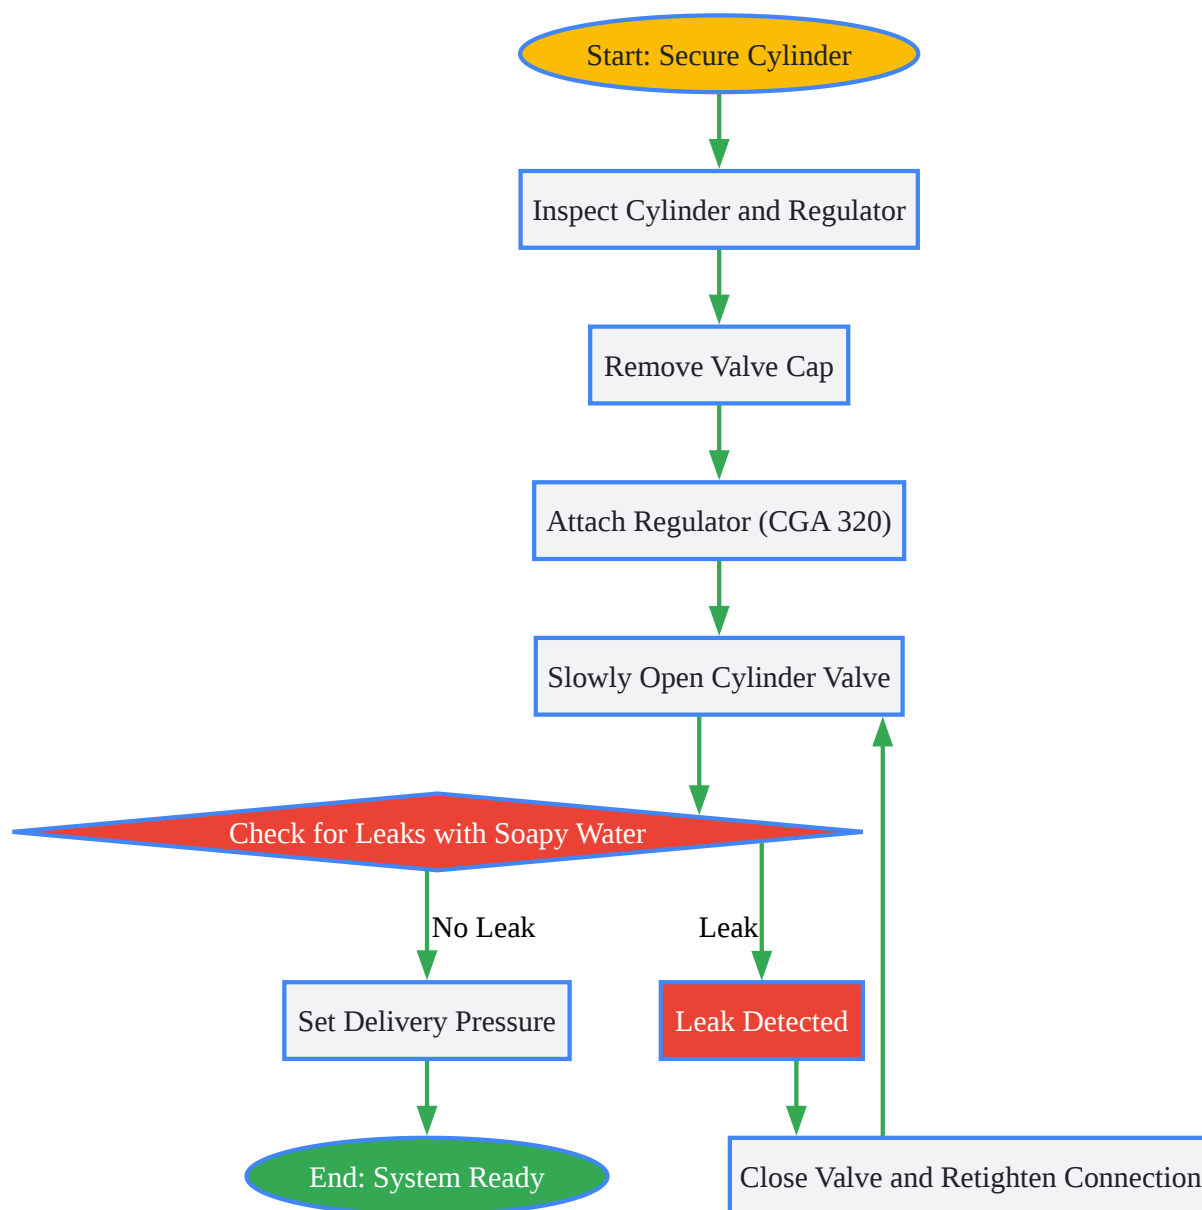 Start: Secure Cylinder
Inspect Cylinder and Regulator
Remove Valve Cap
Attach Regulator (CGA 320)
Slowly Open Cylinder Valve
Check for Leaks with Soapy Water
No Leak
Leak
Set Delivery Pressure
Leak Detected
End: System Ready
Close Valve and Retighten Connection